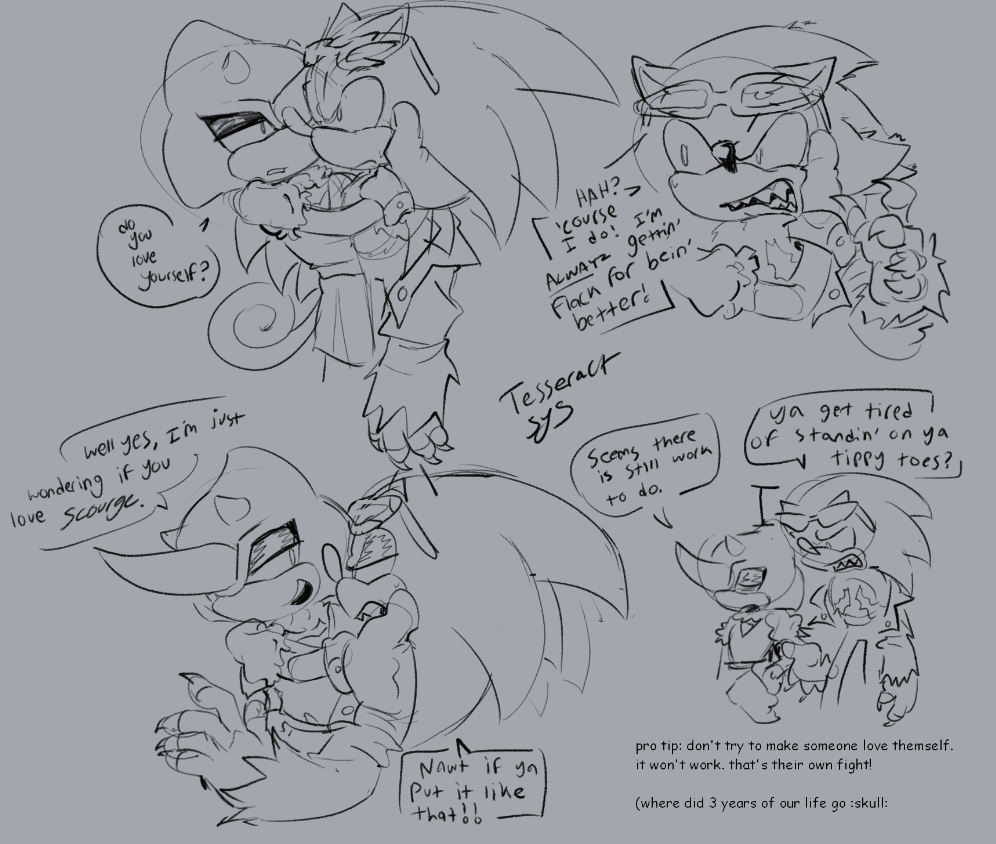 do
you
love
yourself?
HAH?
'course
I do! I'm
ALWAYZ gettin'
Flack for bein'
better!
Tesseract
sys
well yes, I'm just
wondering if you
love scourge.
Nawt if ya
Put it like
that!!
Seems there
is still work
to do.
ya get tired
of standin' on ya
tippy toes?
pro tip: don't try to make someone love themself.
it won't work. that's their own fight!
(where did 3 years of our life go :skull: